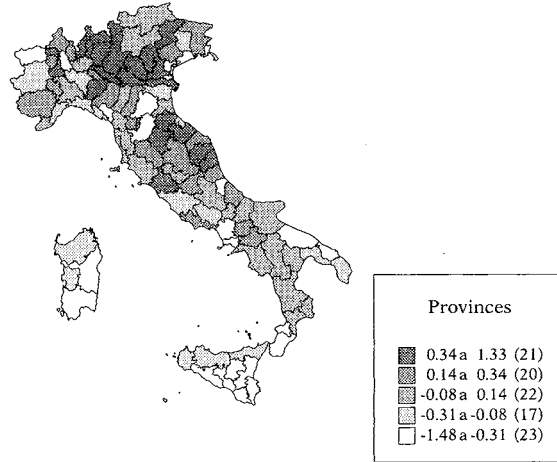 Provinces
0.34 a 1.33 (21)
0.14 a 0.34 (20)
-0.08 a 0.14 (22)
-0.31 a -0.08 (17)
-1.48 a -0.31 (23)